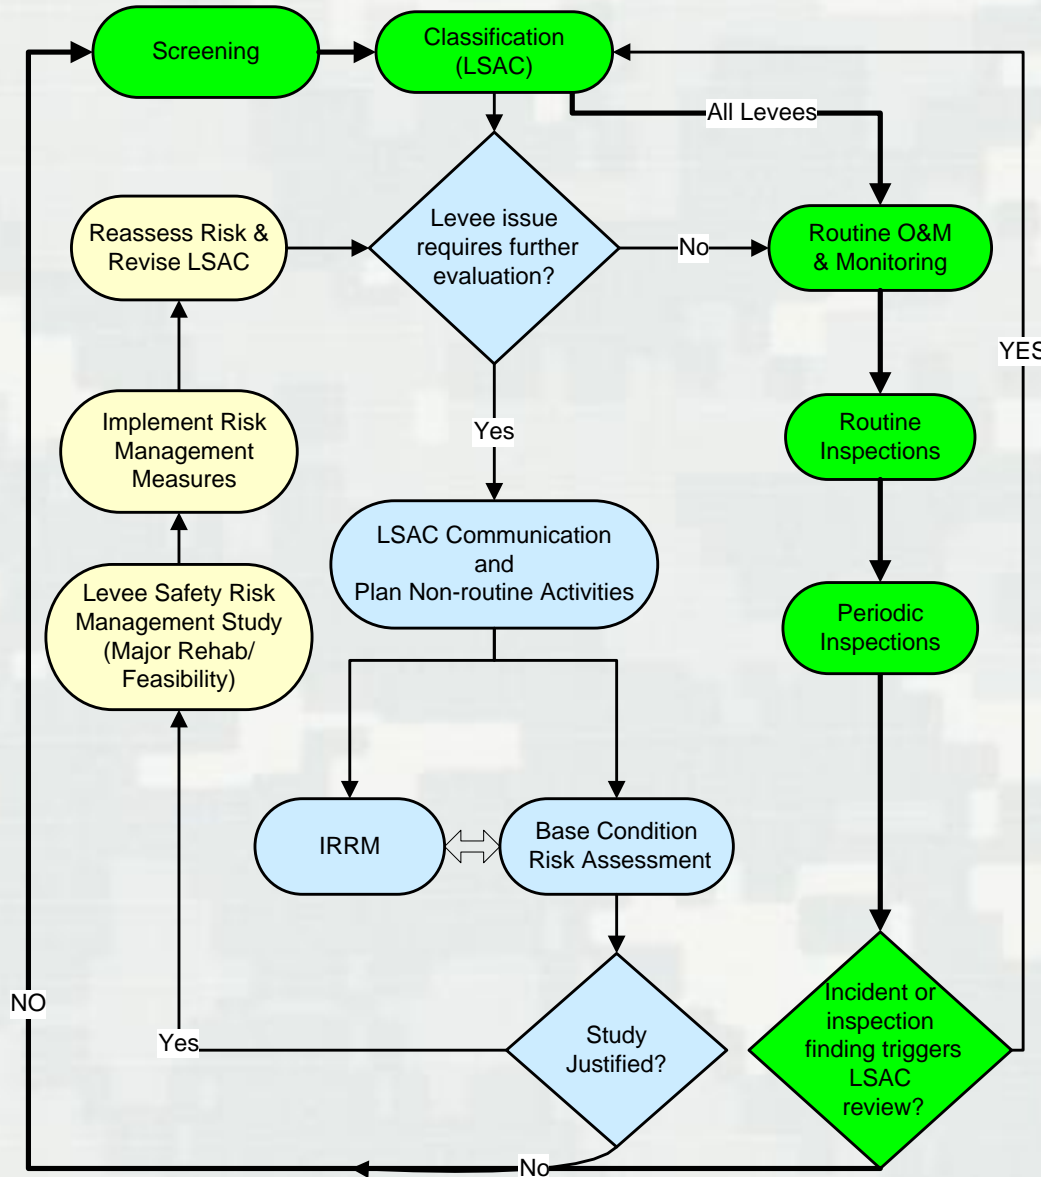 Screening
Classification
(LSAC)
All Levees
Reassess Risk &
Revise LSAC
Levee issue
requires further
evaluation?
No
Routine O&M
& Monitoring
YES
Implement Risk
Management
Measures
Yes
Routine
Inspections
LSAC Communication
and
Plan Non-routine Activities
Levee Safety Risk
Management Study
(Major Rehab/
Feasibility)
Periodic
Inspections
IRRM
Base Condition
Risk Assessment
NO
Yes
Study
Justified?
Incident or
inspection
finding triggers
LSAC
review?
No